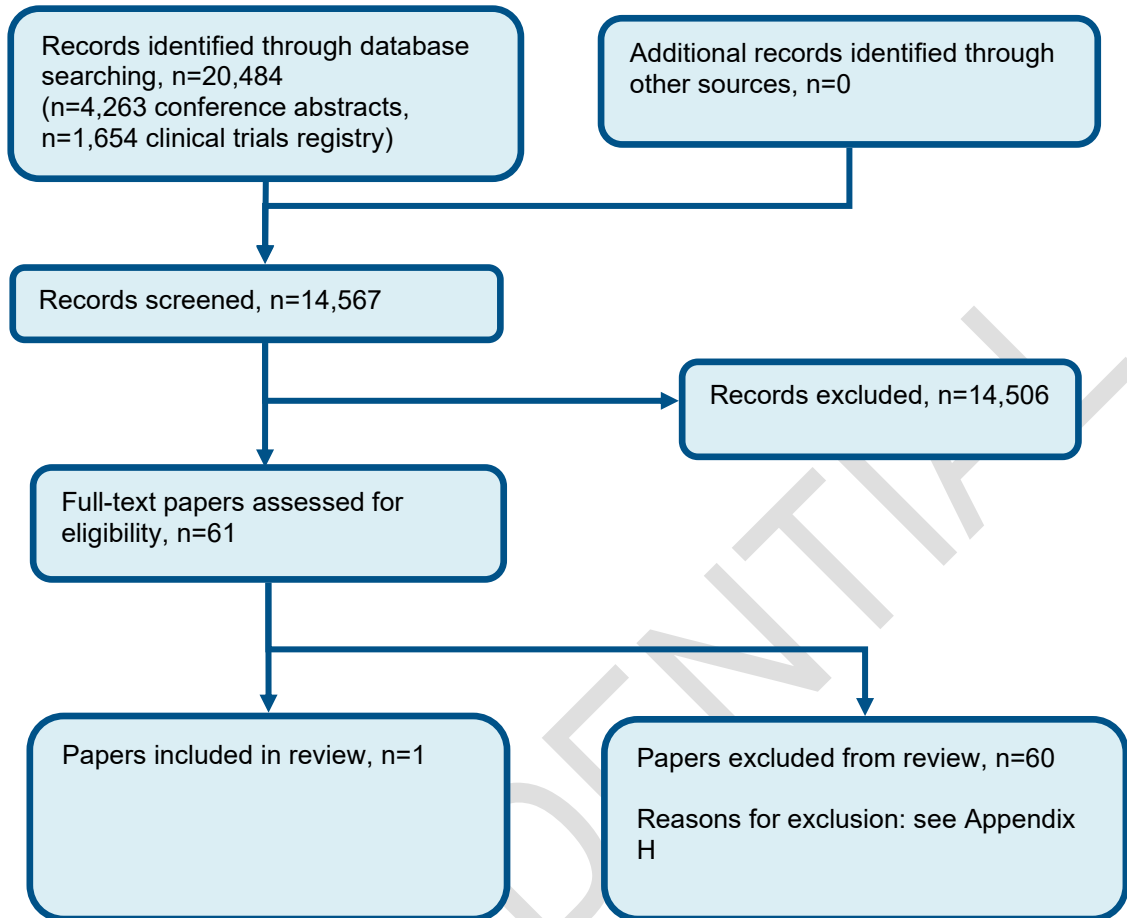 Records identified through database
searching, n=20,484
(n=4,263 conference abstracts,
n=1,654 clinical trials registry)
Additional records identified through
other sources, n=0
Records screened, n=14,567
Records excluded, n=14,506
Full-text papers assessed for
eligibility, n=61
Papers included in review, n=1
Papers excluded from review, n=60
Reasons for exclusion: see Appendix
H
DENTIAL